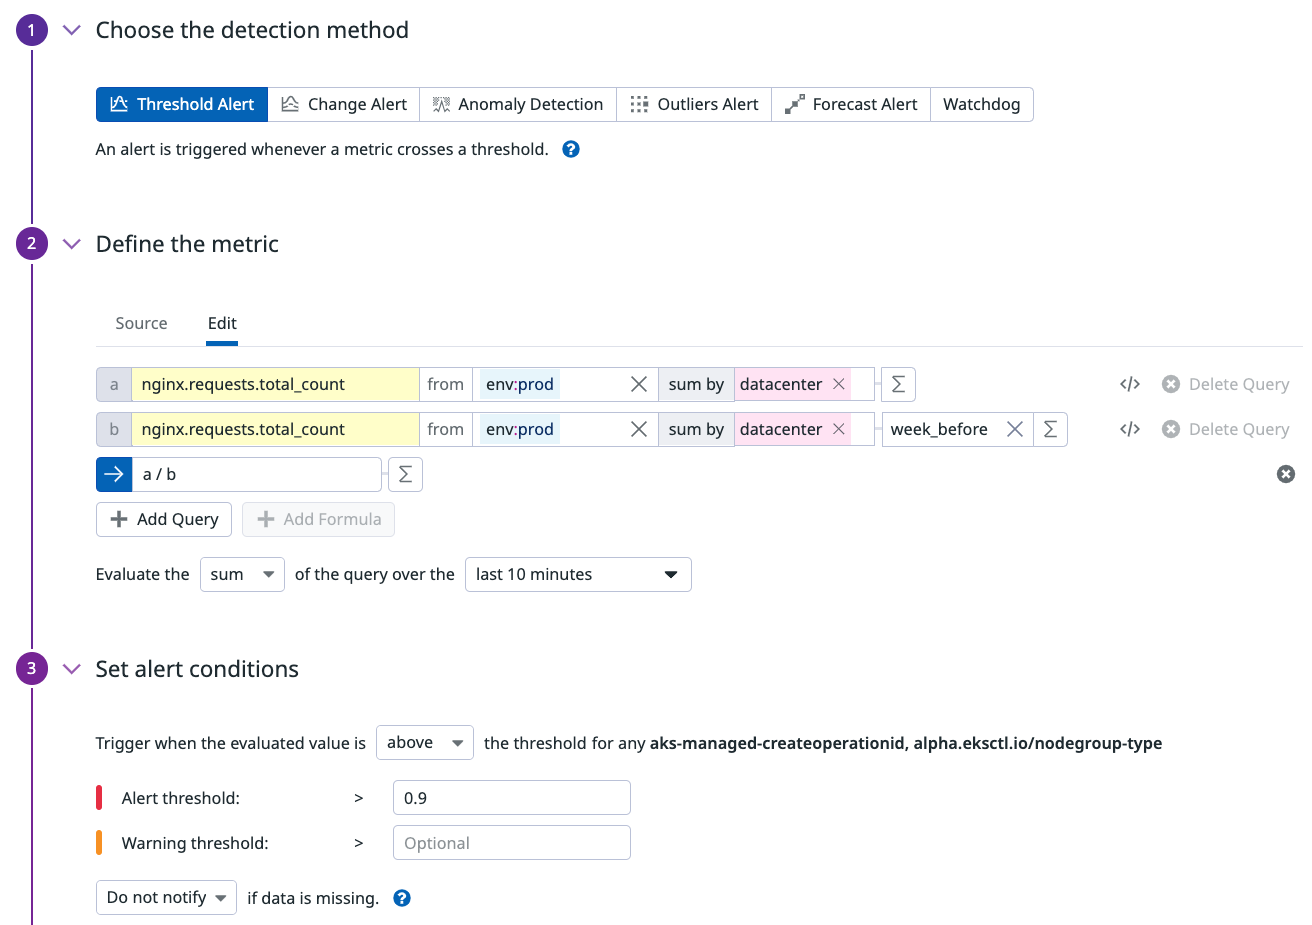 1 Choose the detection method
Threshold Alert Change Alert Anomaly Detection Outliers Alert Forecast Alert Watchdog
An alert is triggered whenever a metric crosses a threshold. ?
2 Define the metric
Source Edit
a nginx.requests.total_count from env:prod sum by datacenter Σ </> Delete Query
b nginx.requests.total_count from env:prod sum by datacenter week_before Σ </> Delete Query
a / b Σ
Add Query Add Formula
Evaluate the sum of the query over the last 10 minutes
3 Set alert conditions
Trigger when the evaluated value is above the threshold for any aks-managed-createoperationid, alpha.eksctl.io/nodegroup-type
Alert threshold: > 0.9
Warning threshold: > Optional
Do not notify if data is missing. ?